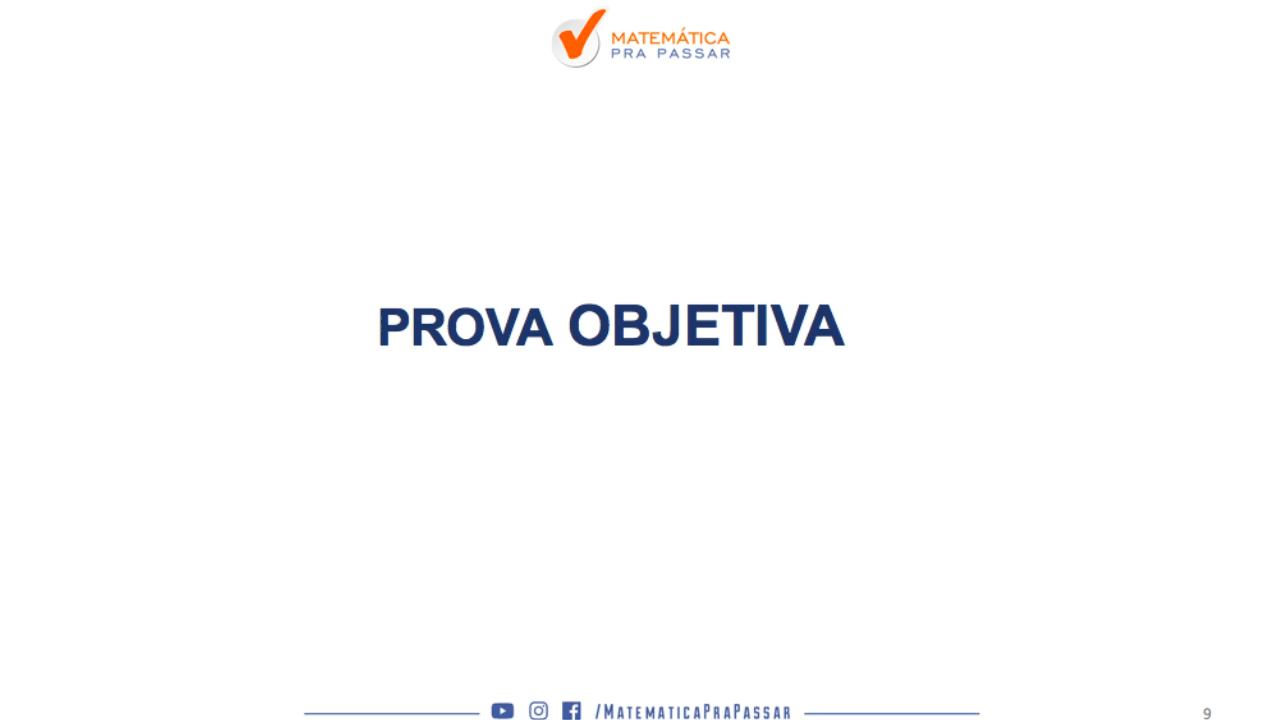 MATEMÁTICA
PRA PASSAR
PROVA OBJETIVA
/MATEMATICAPRAPASSAR
9